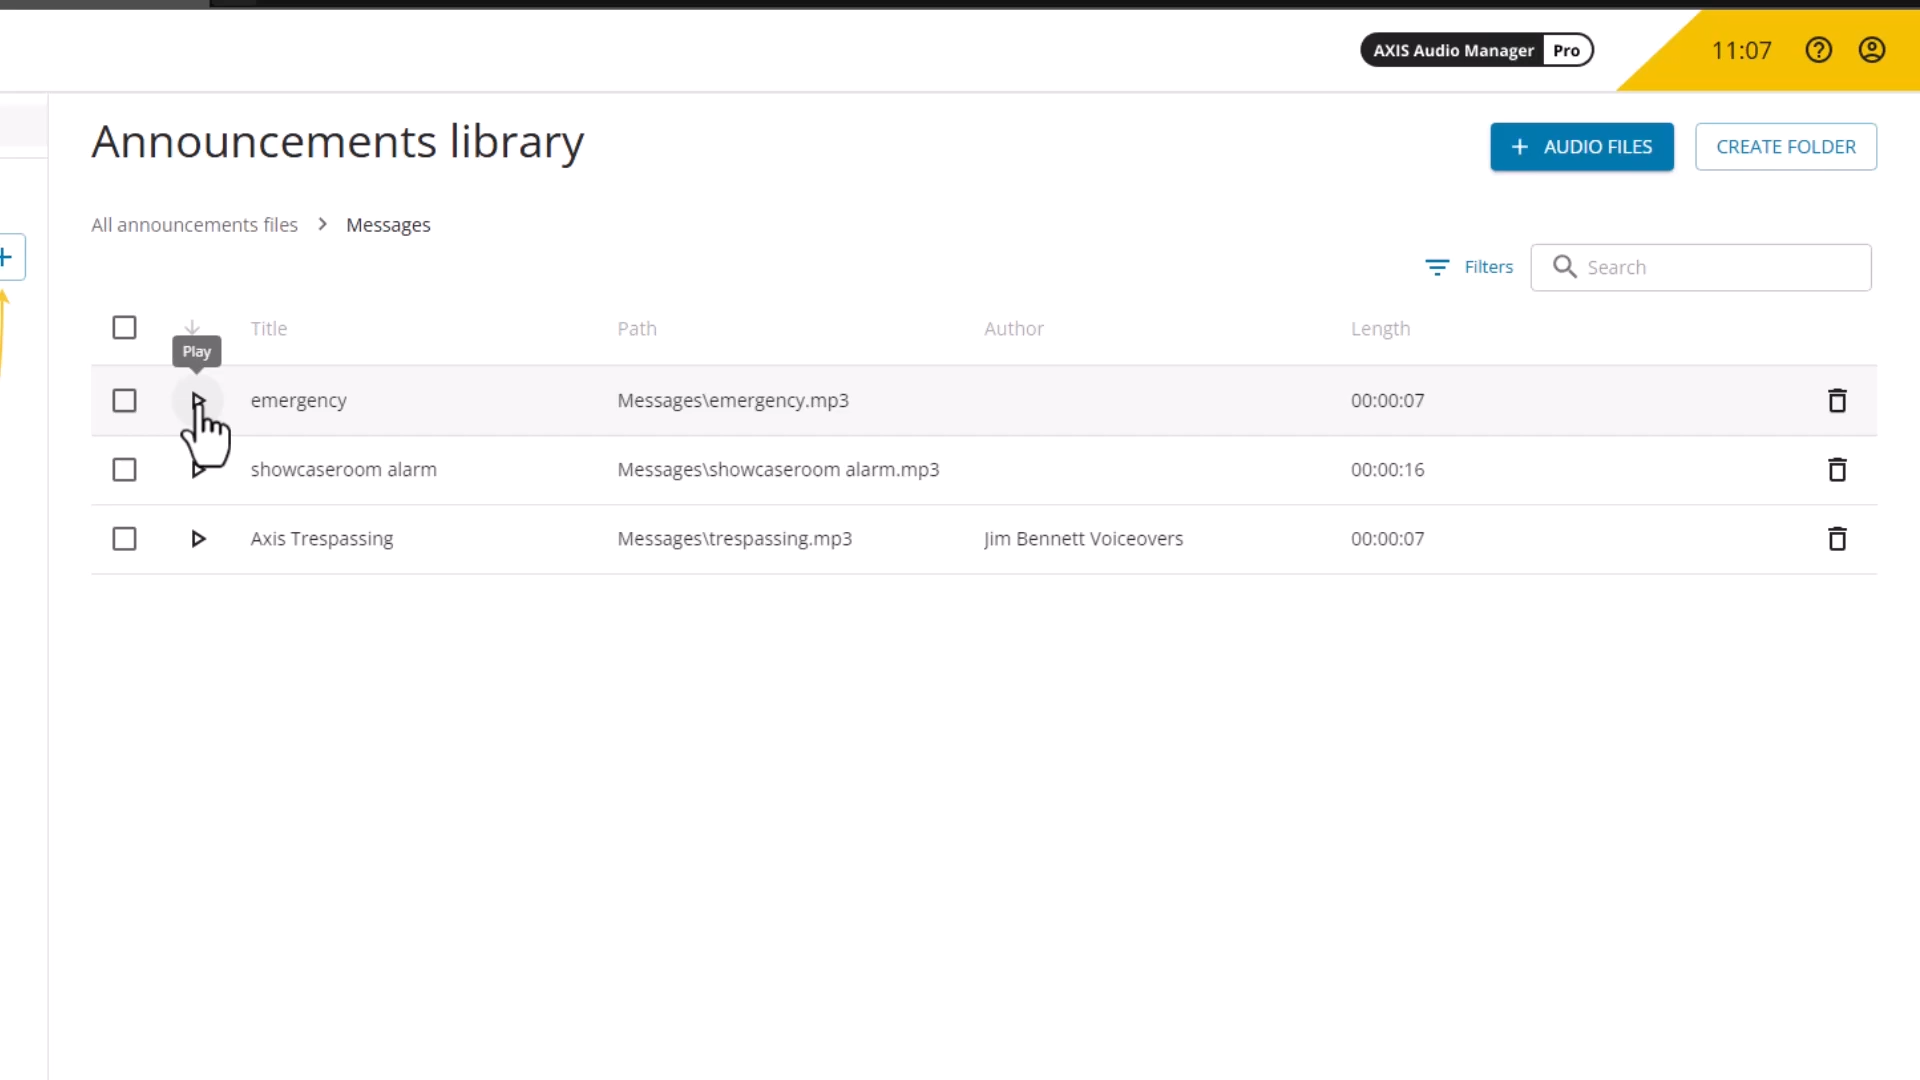 AXIS Audio Manager Pro
11:07
Announcements library
+ AUDIO FILES
CREATE FOLDER
All announcements files > Messages
Filters
Search
Title Path Author Length
Play
emergency Messages\emergency.mp3 00:00:07
showcaseroom alarm Messages\showcaseroom alarm.mp3 00:00:16
Axis Trespassing Messages\trespassing.mp3 Jim Bennett Voiceovers 00:00:07